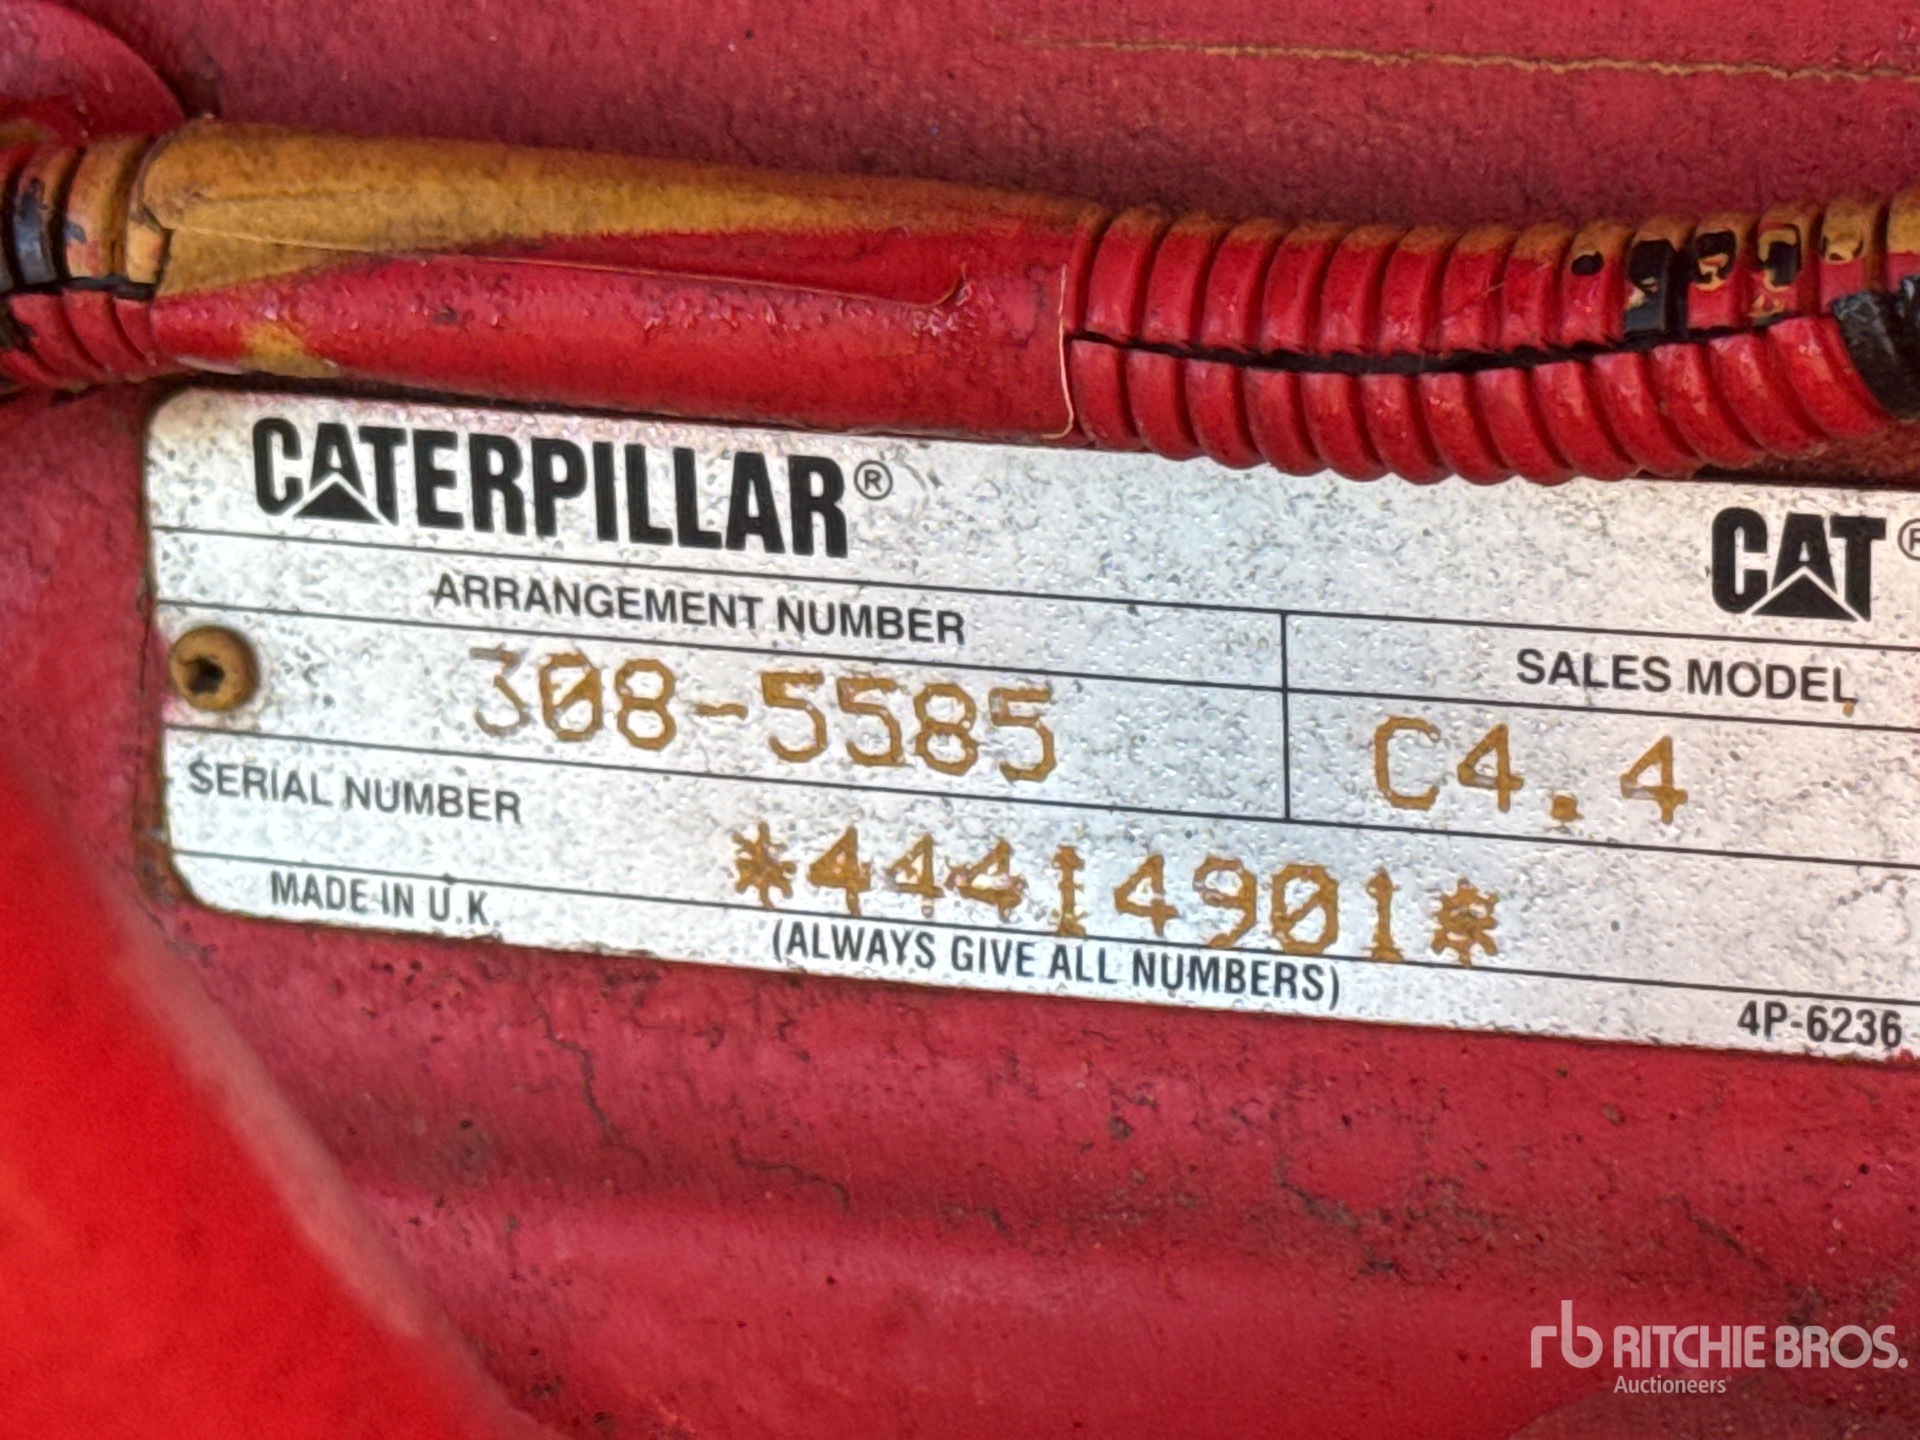 CATERPILLAR®
CAT®
ARRANGEMENT NUMBER
SALES MODEL
308-5585
C4.4
SERIAL NUMBER
*44414901*
MADE IN U.K.
(ALWAYS GIVE ALL NUMBERS)
4P-6236
rb RITCHIE BROS.
Auctioneers